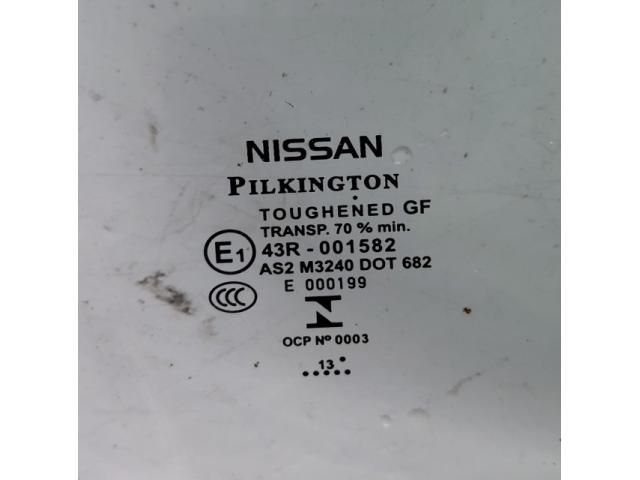 NISSAN
PILKINGTON
TOUGHENED GF
TRANSP. 70 % min.
E1 43R - 001582
AS2 M3240 DOT 682
E 000199
CCC
N
OCP Nº 0003
13